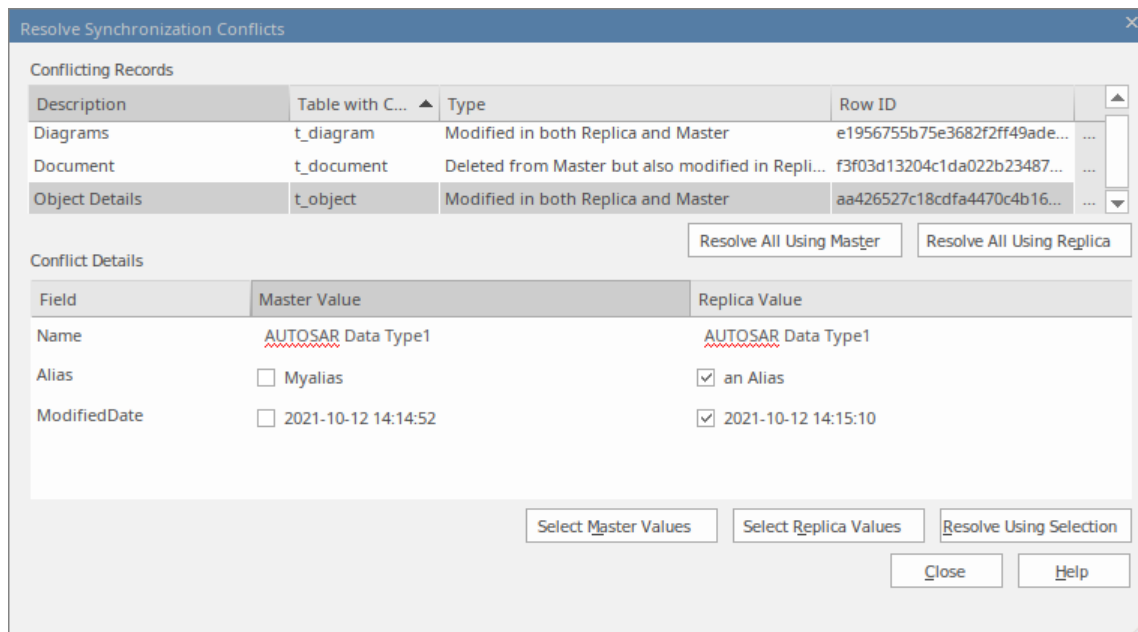 Resolve Synchronization Conflicts
Conflicting Records
Description Table with C... Type Row ID
Diagrams t_diagram Modified in both Replica and Master e1956755b75e3682f2ff49ade... ...
Document t_document Deleted from Master but also modified in Repli... f3f03d13204c1da022b23487... ...
Object Details t_object Modified in both Replica and Master aa426527c18cdfa4470c4b16... ...
Resolve All Using Master Resolve All Using Replica
Conflict Details
Field Master Value Replica Value
Name AUTOSAR Data Type1 AUTOSAR Data Type1
Alias Myalias an Alias
ModifiedDate 2021-10-12 14:14:52 2021-10-12 14:15:10
Select Master Values Select Replica Values Resolve Using Selection
Close Help